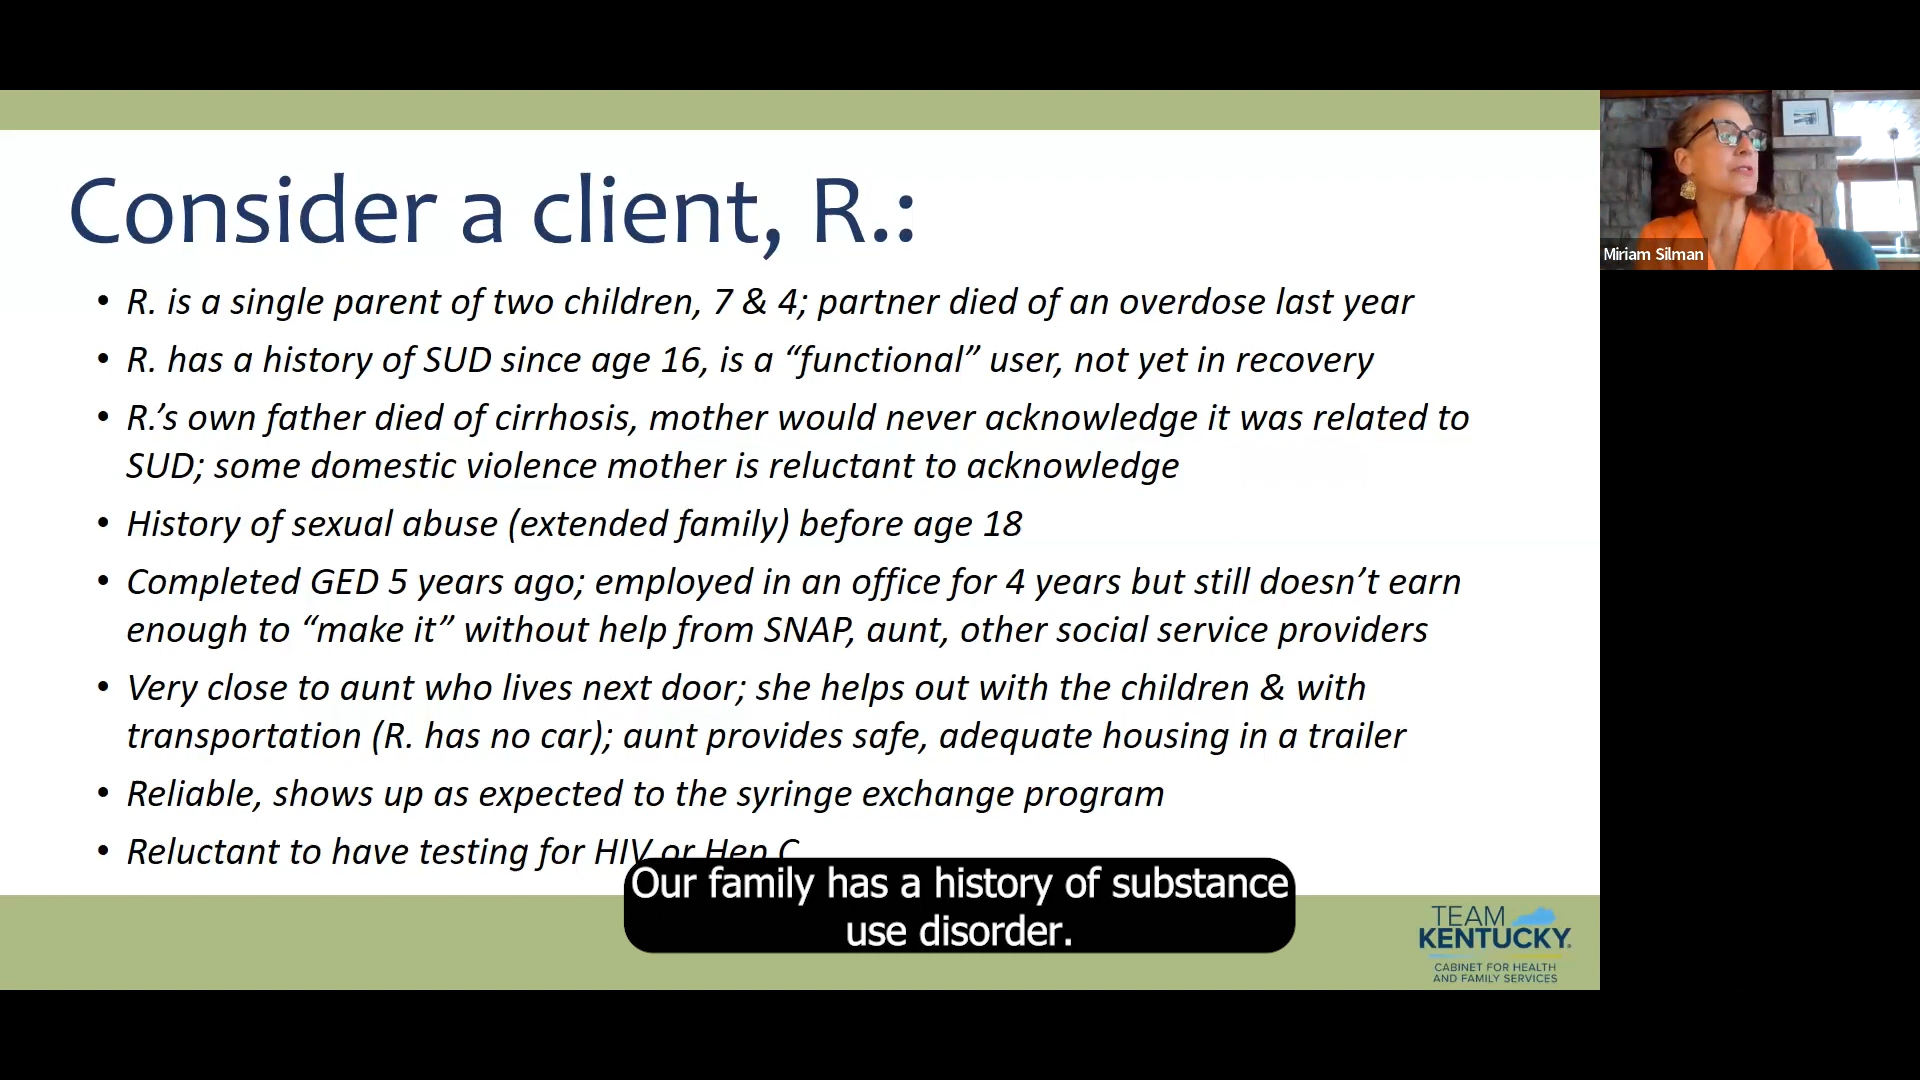 Consider a client, R.:
• R. is a single parent of two children, 7 & 4; partner died of an overdose last year
• R. has a history of SUD since age 16, is a “functional” user, not yet in recovery
• R.’s own father died of cirrhosis, mother would never acknowledge it was related to
SUD; some domestic violence mother is reluctant to acknowledge
• History of sexual abuse (extended family) before age 18
• Completed GED 5 years ago; employed in an office for 4 years but still doesn’t earn
enough to “make it” without help from SNAP, aunt, other social service providers
• Very close to aunt who lives next door; she helps out with the children & with
transportation (R. has no car); aunt provides safe, adequate housing in a trailer
• Reliable, shows up as expected to the syringe exchange program
• Reluctant to have testing for HIV or Hep C
Our family has a history of substance
use disorder.
TEAM
KENTUCKY
CABINET FOR HEALTH
AND FAMILY SERVICES
Miriam Silman